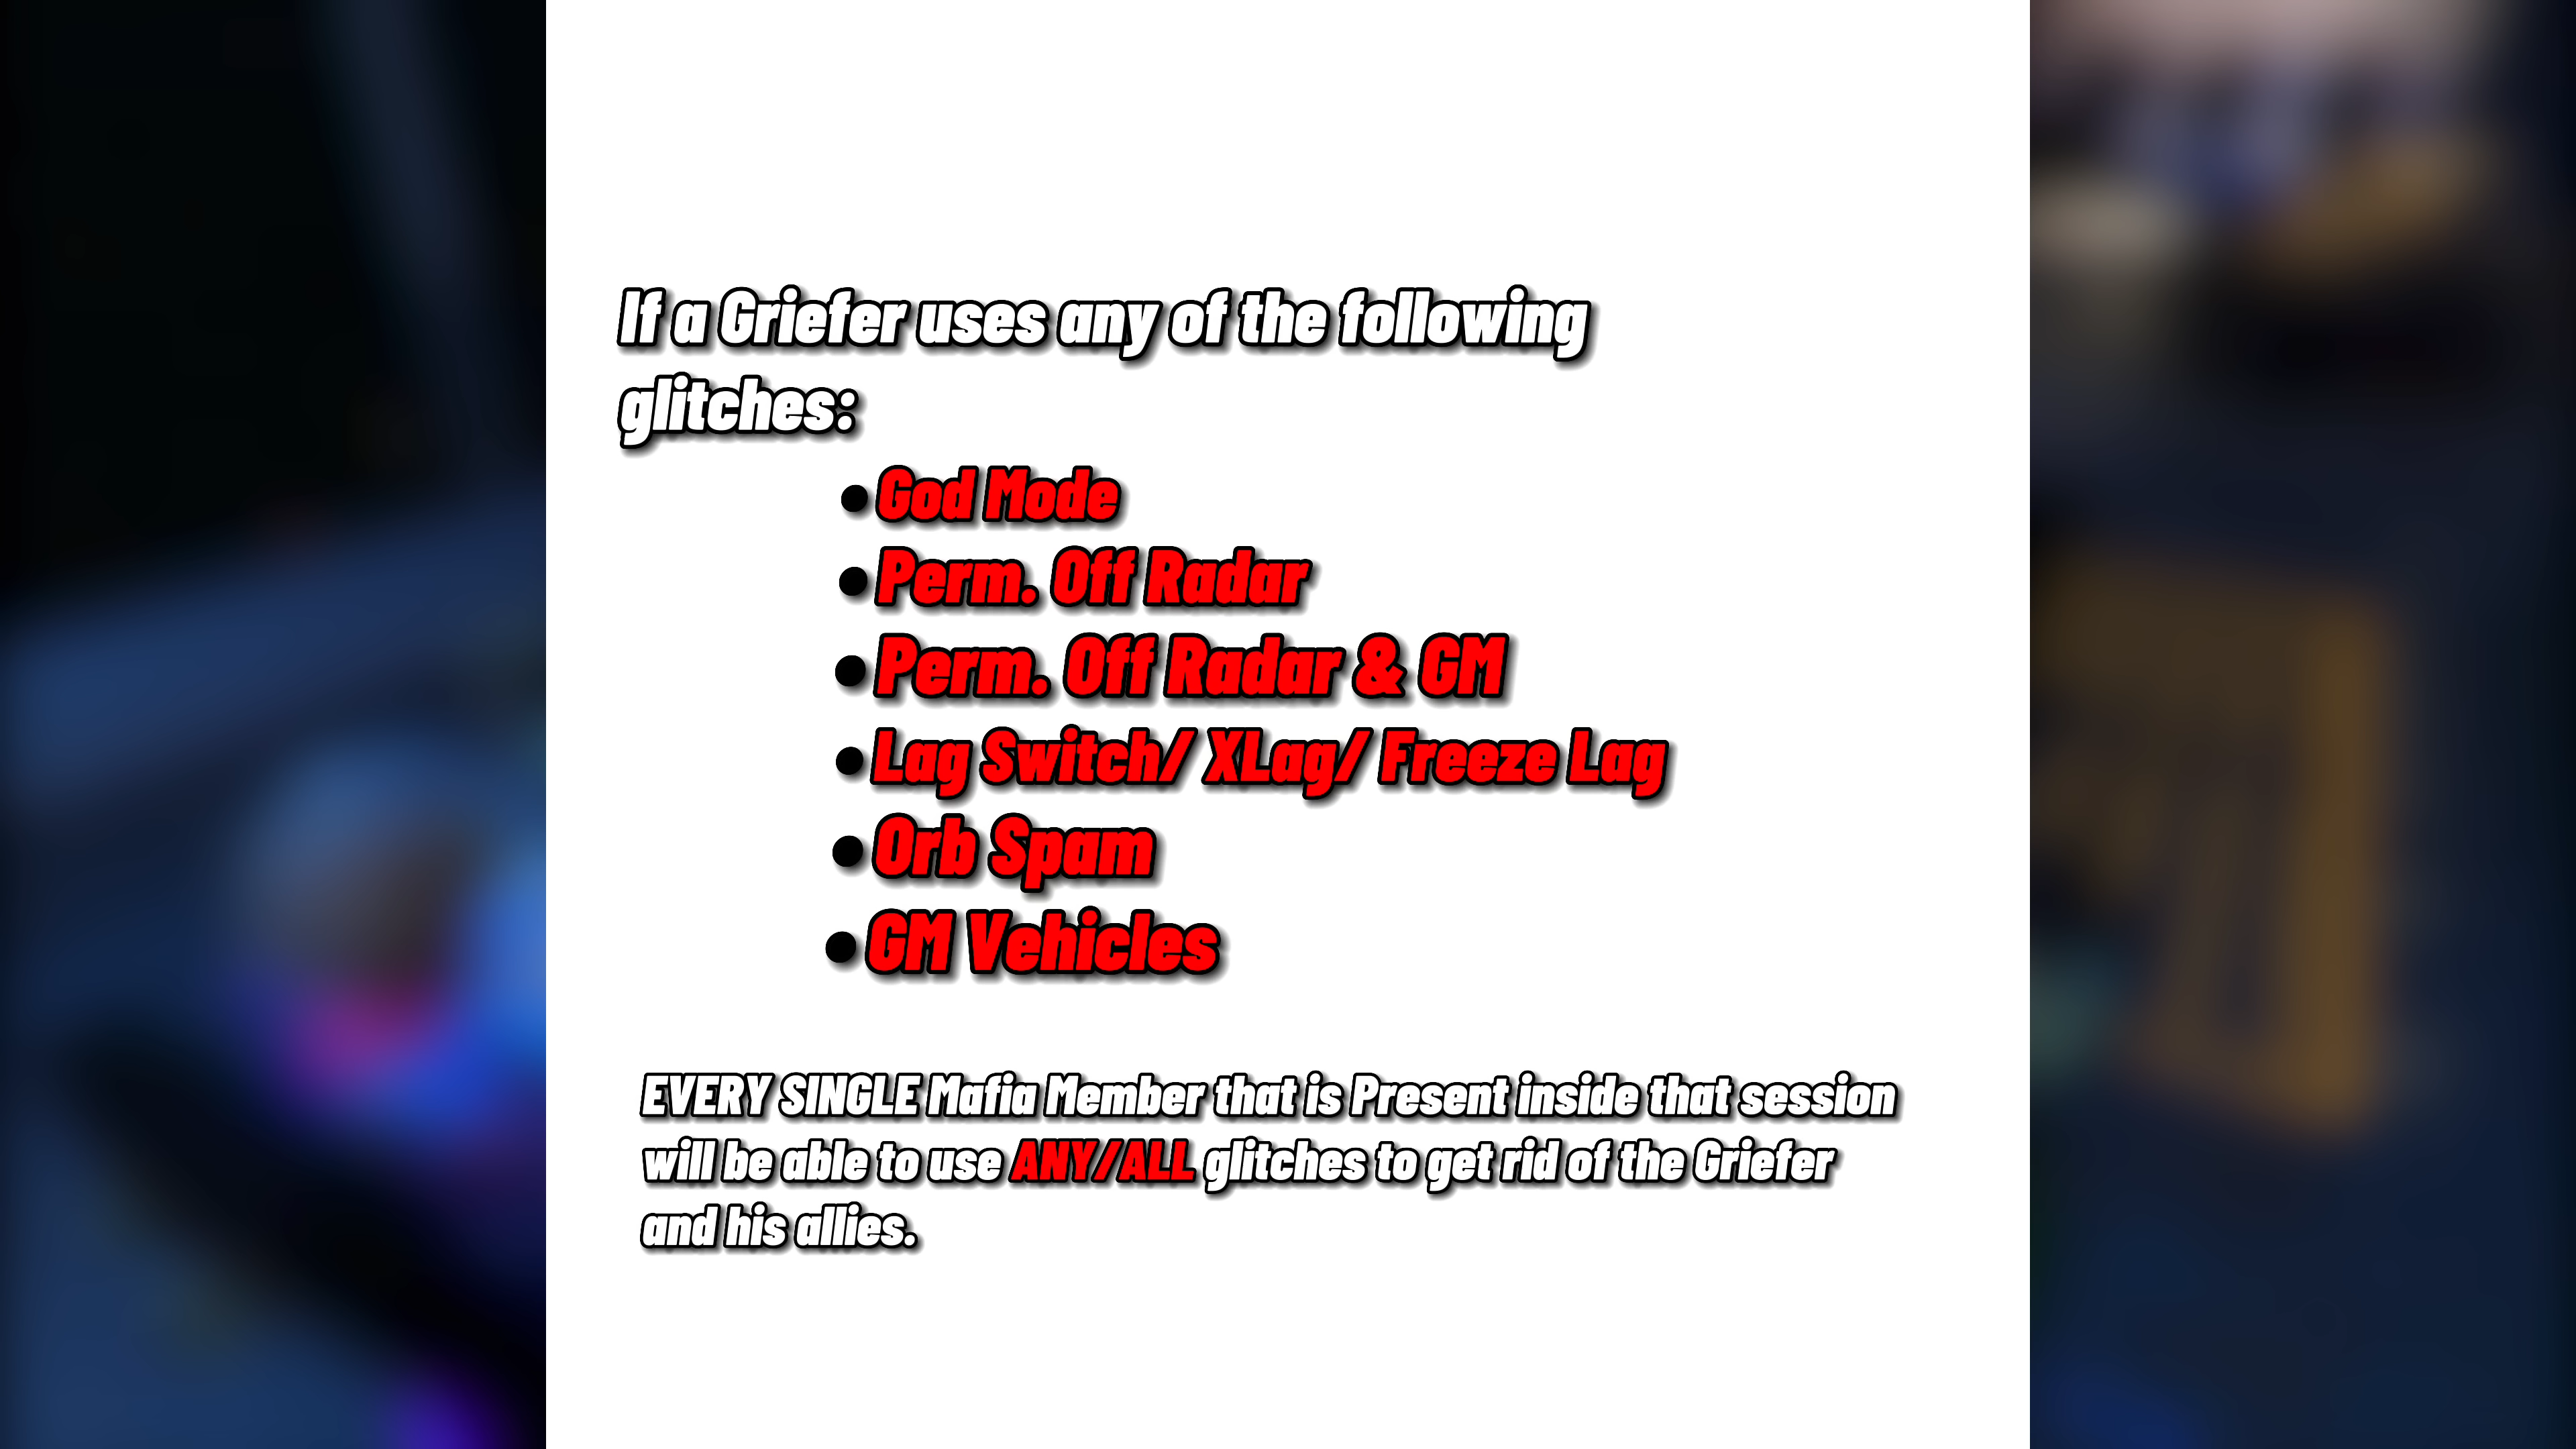 If a Griefer uses any of the following
glitches:
• God Mode
• Perm. Off Radar
• Perm. Off Radar & GM
• Lag Switch/ XLag/ Freeze Lag
• Orb Spam
• GM Vehicles
EVERY SINGLE Mafia Member that is Present inside that session
will be able to use ANY/ALL glitches to get rid of the Griefer
and his allies.